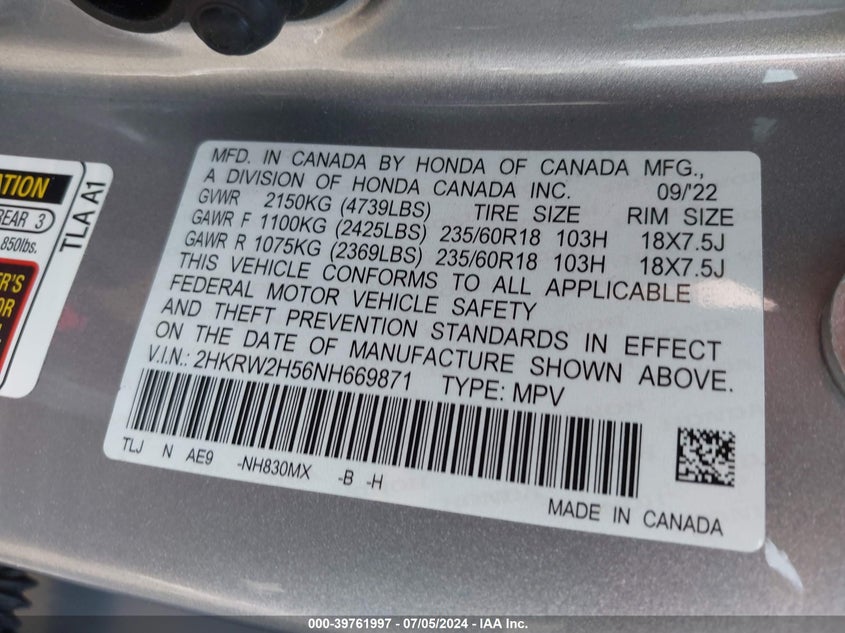 MFD. IN CANADA BY HONDA OF CANADA MFG.,
A DIVISION OF HONDA CANADA INC. 09/'22
GVWR 2150KG (4739LBS) TIRE SIZE RIM SIZE
GAWR F 1100KG (2425LBS) 235/60R18 103H 18X7.5J
GAWR R 1075KG (2369LBS) 235/60R18 103H 18X7.5J
THIS VEHICLE CONFORMS TO ALL APPLICABLE
FEDERAL MOTOR VEHICLE SAFETY
AND THEFT PREVENTION STANDARDS IN EFFECT
ON THE DATE OF MANUFACTURE SHOWN ABOVE.
V.I.N.: 2HKRW2H56NH669871 TYPE: MPV
TLJ N AE9 -NH830MX -B -H
MADE IN CANADA
REAR 3
850lbs.
TLA A1
000-39761997 - 07/05/2024 - IAA Inc.